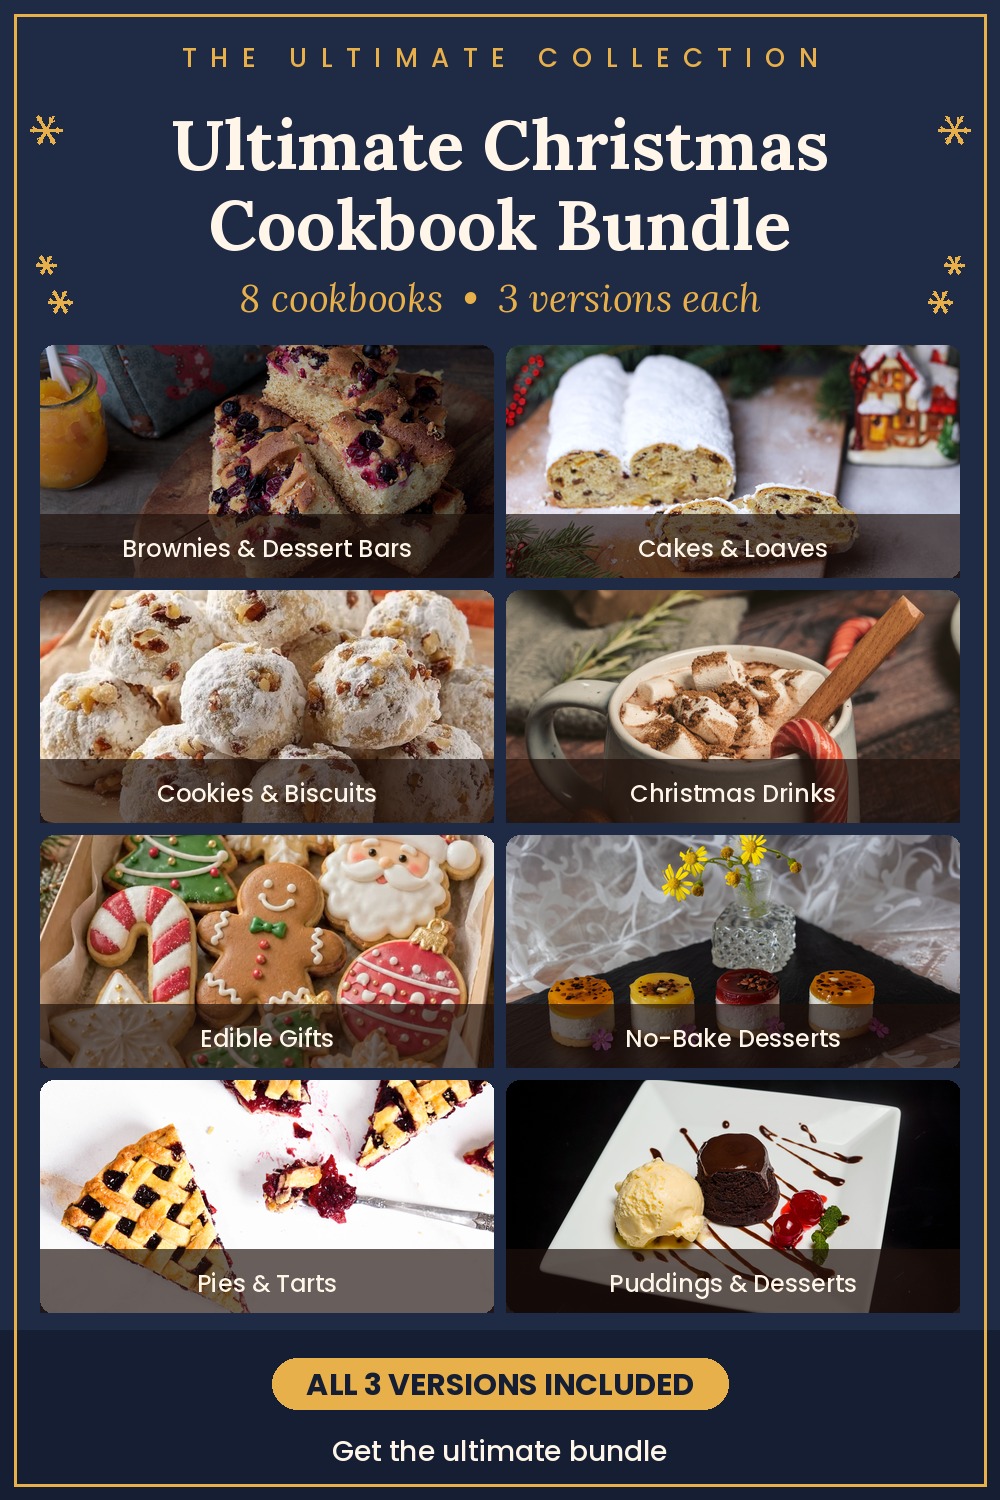 THE ULTIMATE COLLECTION
Ultimate Christmas
Cookbook Bundle
8 cookbooks • 3 versions each
Brownies & Dessert Bars
Cakes & Loaves
Cookies & Biscuits
Christmas Drinks
Edible Gifts
No-Bake Desserts
Pies & Tarts
Puddings & Desserts
ALL 3 VERSIONS INCLUDED
Get the ultimate bundle